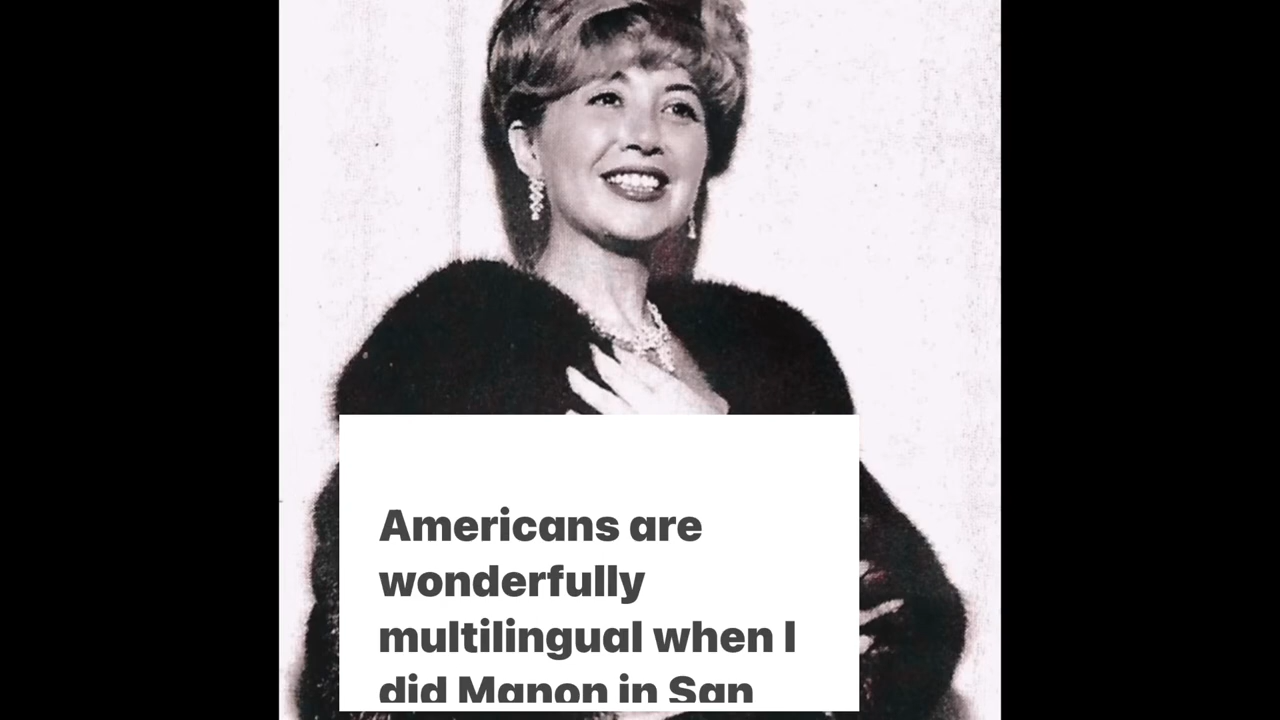 Americans are
wonderfully
multilingual when I
did Manon in San